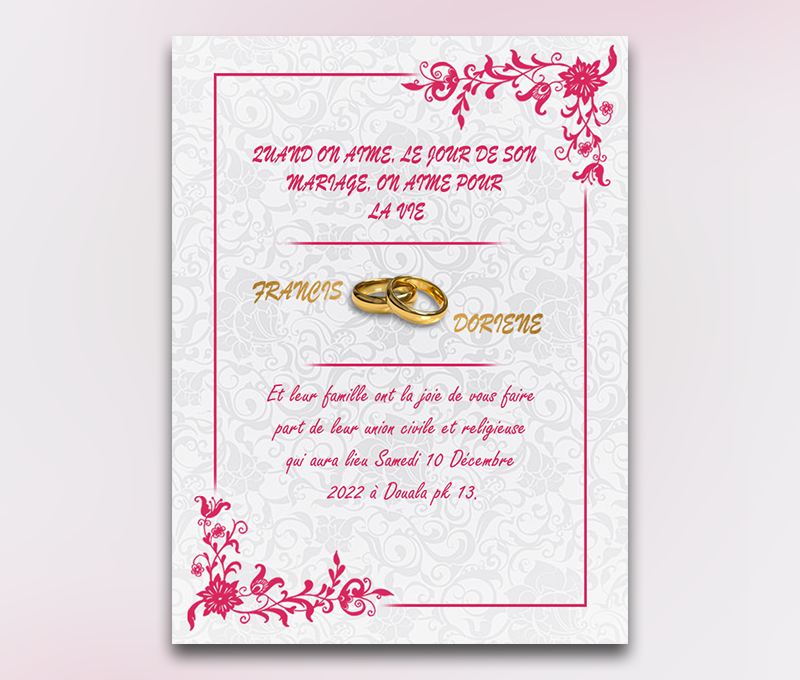 QUAND ON AIME, LE JOUR DE SON
MARIAGE, ON AIME POUR
LA VIE
FRANCIS
DORIENE
Et leur famille ont la joie de vous faire
part de leur union civile et religieuse
qui aura lieu Samedi 10 Décembre
2022 à Douala pk 13.